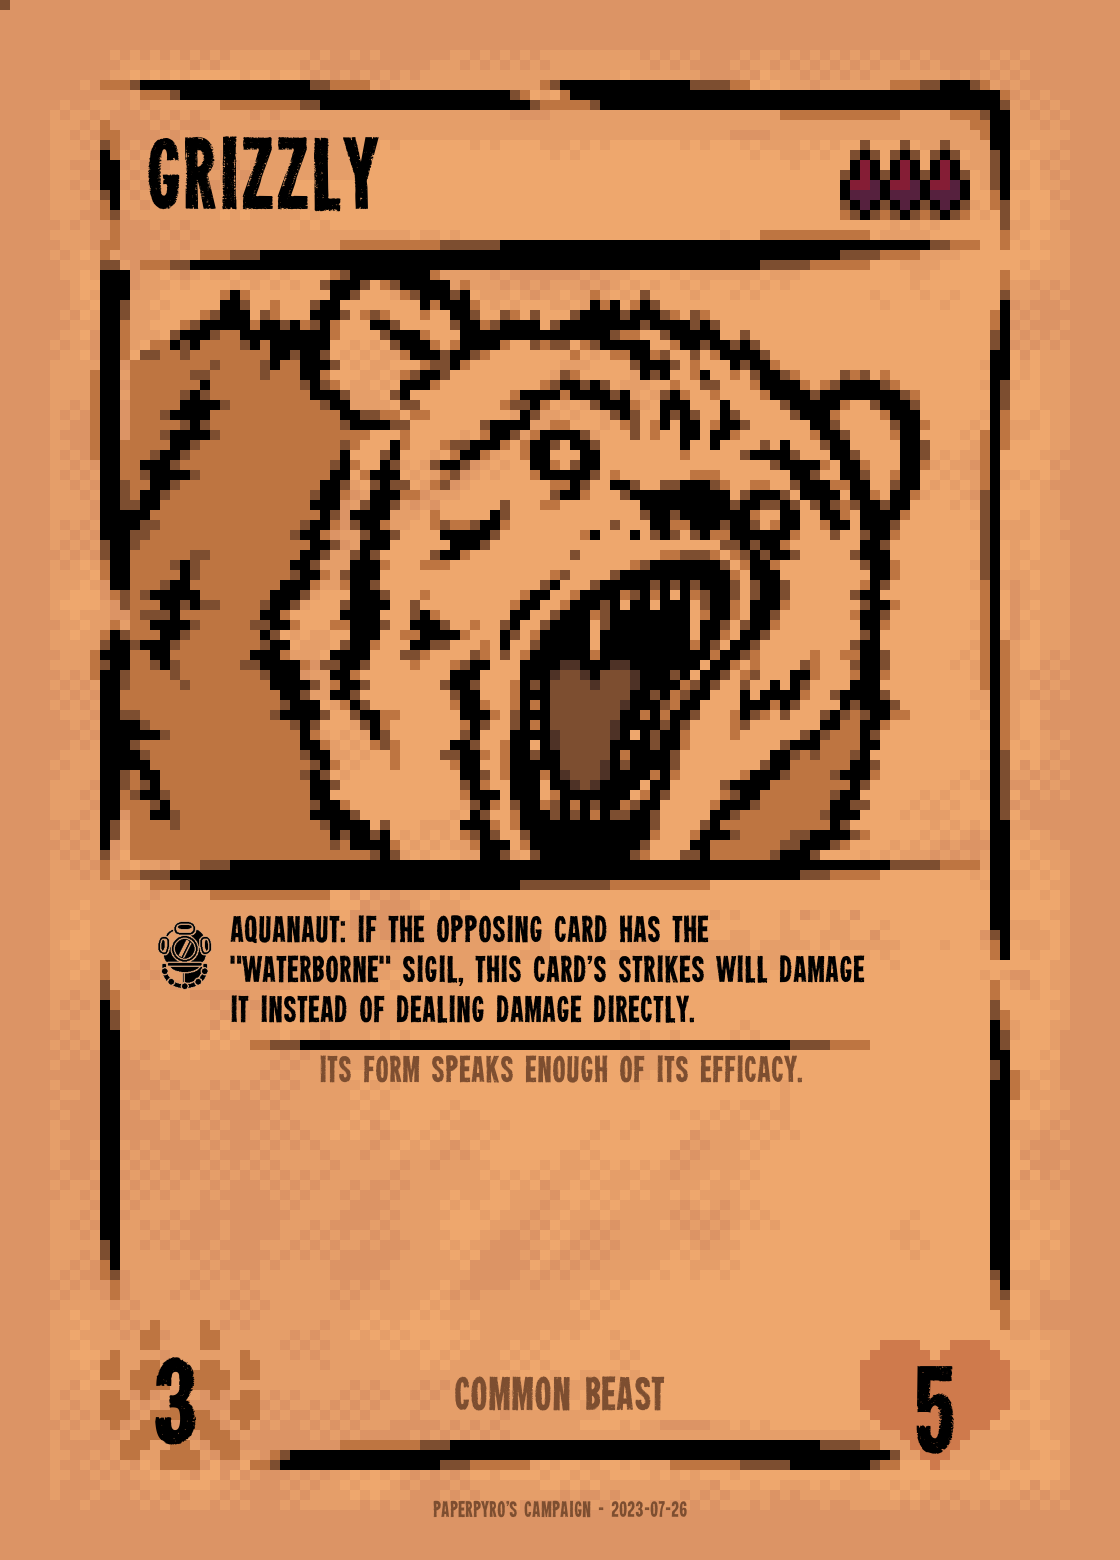 GRIZZLY
AQUANAUT: IF THE OPPOSING CARD HAS THE
"WATERBORNE" SIGIL, THIS CARD'S STRIKES WILL DAMAGE
IT INSTEAD OF DEALING DAMAGE DIRECTLY.
ITS FORM SPEAKS ENOUGH OF ITS EFFICACY.
3
COMMON BEAST
5
PAPERPYRO'S CAMPAIGN - 2023-07-26